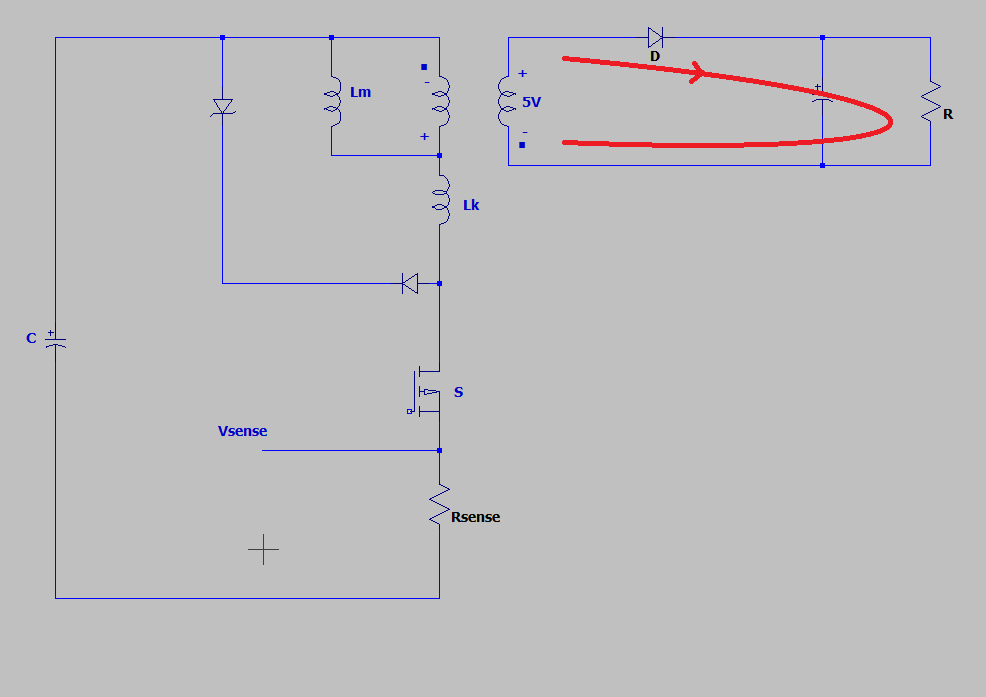 D
Lm
-
+
5V
+
-
+
R
+
Lk
C
+
S
Vsense
Rsense